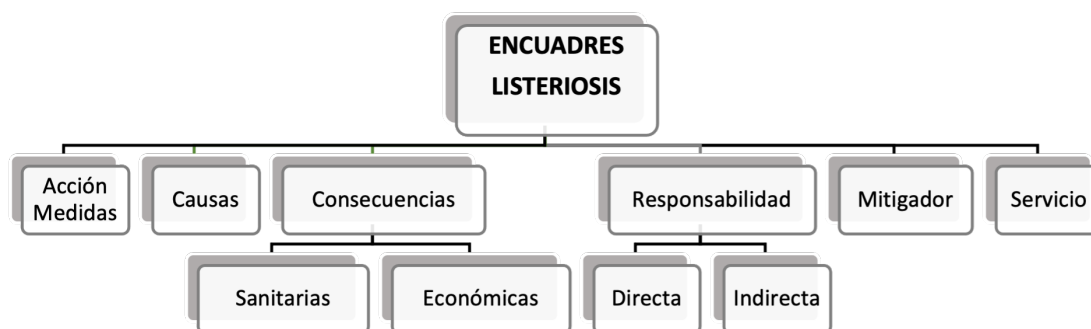 ENCUADRES
LISTERIOSIS
Acción
Medidas
Causas
Consecuencias
Responsabilidad
Mitigador
Servicio
Sanitarias
Económicas
Directa
Indirecta